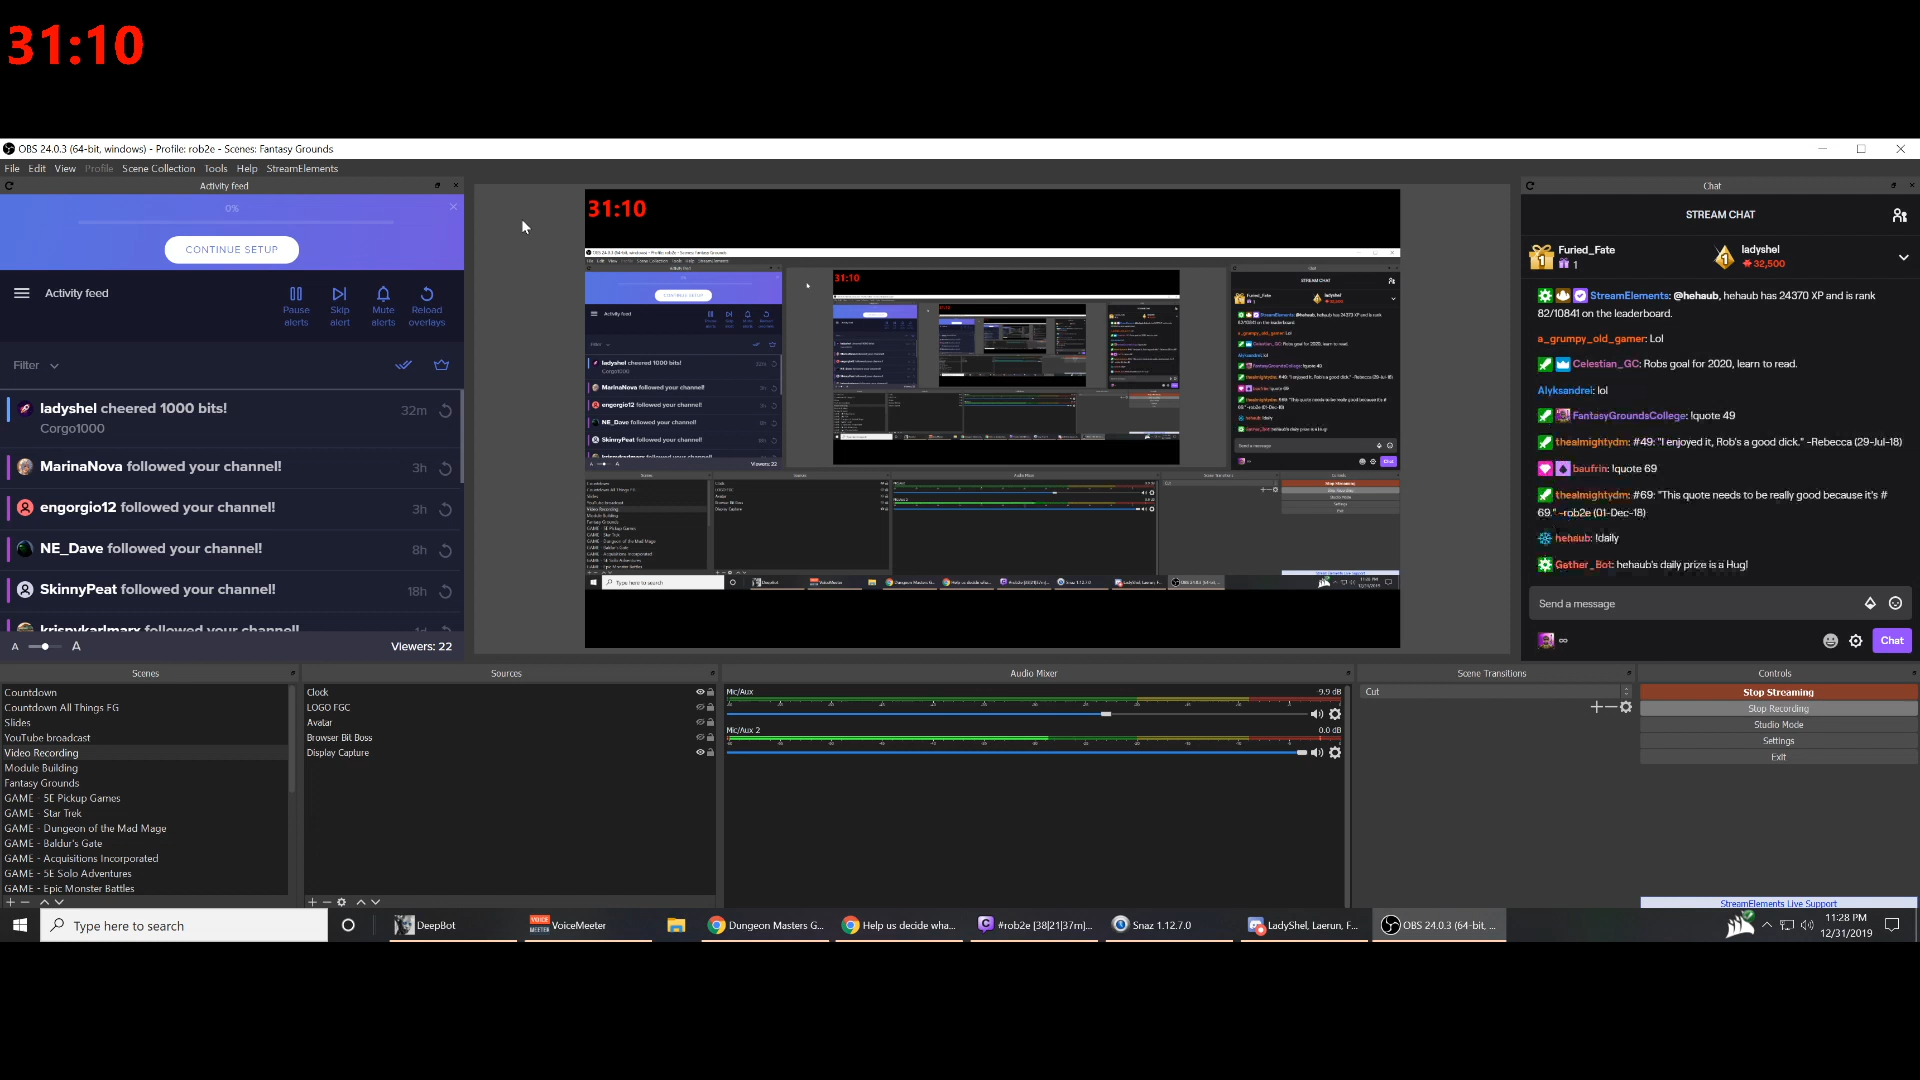 31:10
OBS 24.0.3 (64-bit, windows) - Profile: rob2e - Scenes: Fantasy Grounds
File Edit View Profile Scene Collection Tools Help StreamElements
Activity feed
0%
CONTINUE SETUP
Activity feed
Pause alerts
Skip alert
Mute alerts
Reload overlays
Filter
ladyshel cheered 1000 bits! 32m
Corgo1000
MarinaNova followed your channel! 3h
engorgio12 followed your channel! 3h
NE_Dave followed your channel! 8h
SkinnyPeat followed your channel! 18h
krispykarlmarx followed your channel! 1d
A A Viewers: 22
31:10
31:10
Chat
STREAM CHAT
1 Furied_Fate 1
1 ladyshel 32,500
StreamElements: @hehaub, hehaub has 24370 XP and is rank
82/10841 on the leaderboard.
a_grumpy_old_gamer: Lol
Celestian_GC: Robs goal for 2020, learn to read.
Alyksandrei: lol
FantasyGroundsCollege: !quote 49
thealmightydm: #49: "I enjoyed it, Rob's a good dick." -Rebecca (29-Jul-18)
baufrin: !quote 69
thealmightydm: #69: "This quote needs to be really good because it's #
69." -rob2e (01-Dec-18)
hehaub: !daily
Gather_Bot: hehaub's daily prize is a Hug!
Send a message
Chat
Scenes
Countdown
Countdown All Things FG
Slides
YouTube broadcast
Video Recording
Module Building
Fantasy Grounds
GAME - 5E Pickup Games
GAME - Star Trek
GAME - Dungeon of the Mad Mage
GAME - Baldur's Gate
GAME - Acquisitions Incorporated
GAME - 5E Solo Adventures
GAME - Epic Monster Battles
Sources
Clock
LOGO FGC
Avatar
Browser Bit Boss
Display Capture
Audio Mixer
Mic/Aux -9.9 dB
Mic/Aux 2 0.0 dB
Scene Transitions
Cut
Controls
Stop Streaming
Stop Recording
Studio Mode
Settings
Exit
StreamElements Live Support
Type here to search
DeepBot
VOICE MEETER VoiceMeeter
Dungeon Masters G...
Help us decide wha...
#rob2e [38|21|37m]...
Snaz 1.12.7.0
LadyShel, Laerun, F...
OBS 24.0.3 (64-bit, ...
11:28 PM
12/31/2019